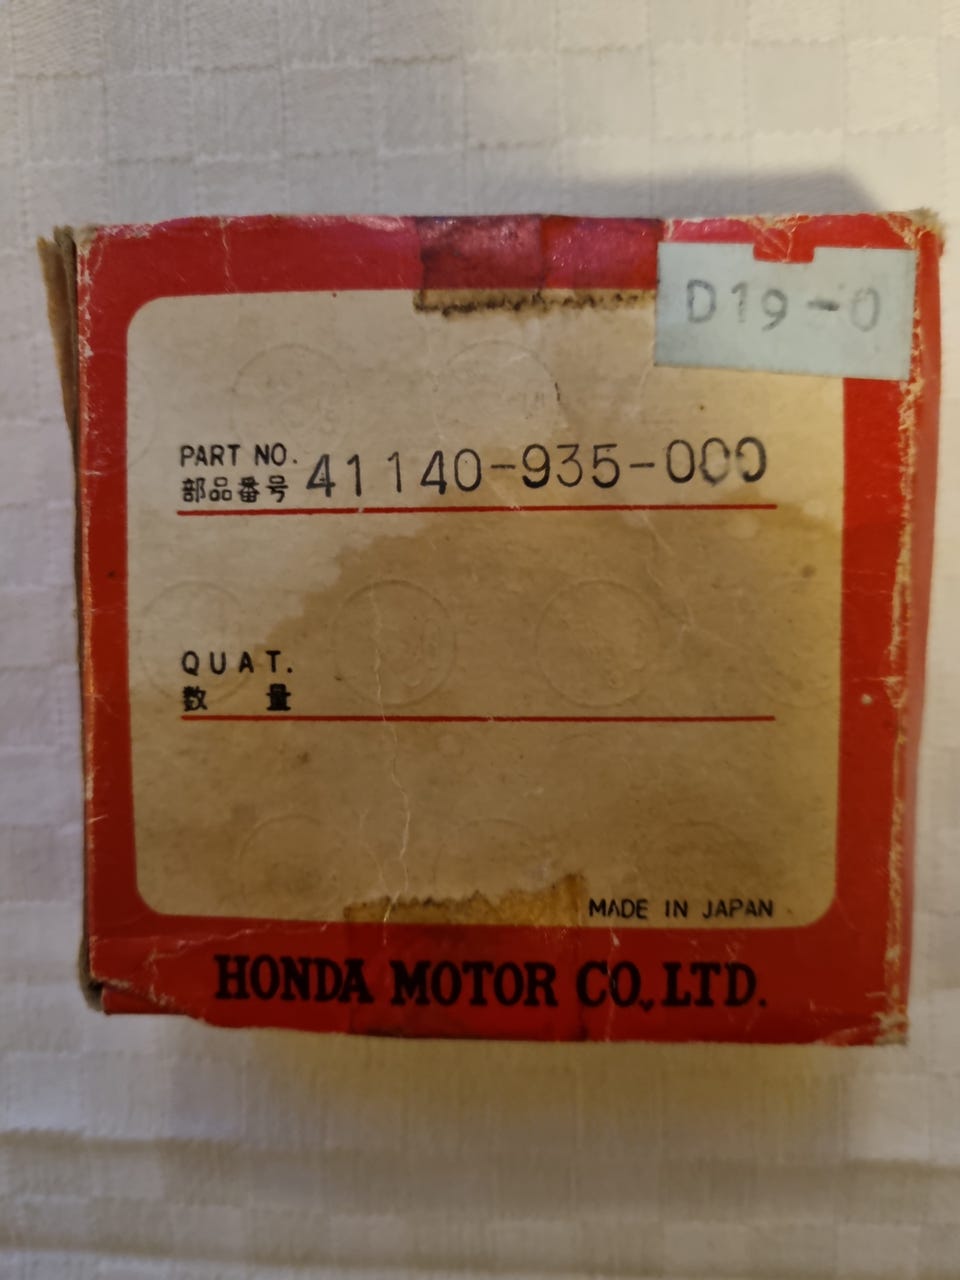 D19-0
PART NO. 41140-935-000
部品番号
QUAT.
数 量
MADE IN JAPAN
HONDA MOTOR CO., LTD.